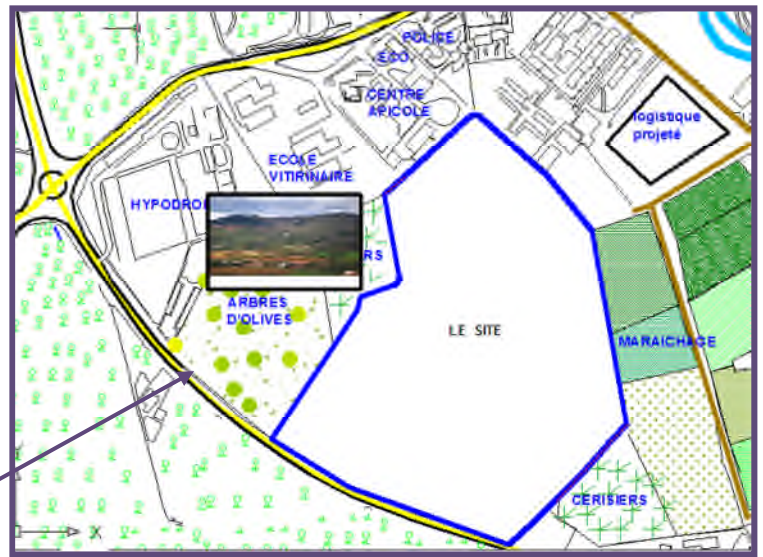 POLICE
ECO.
CENTRE
APICOLE
logistique
projeté
ECOLE
VITIRINAIRE
HYPODRO
RS
ARBRES
D'OLIVES
LE SITE
MARAICHAGE
CERISIERS
X